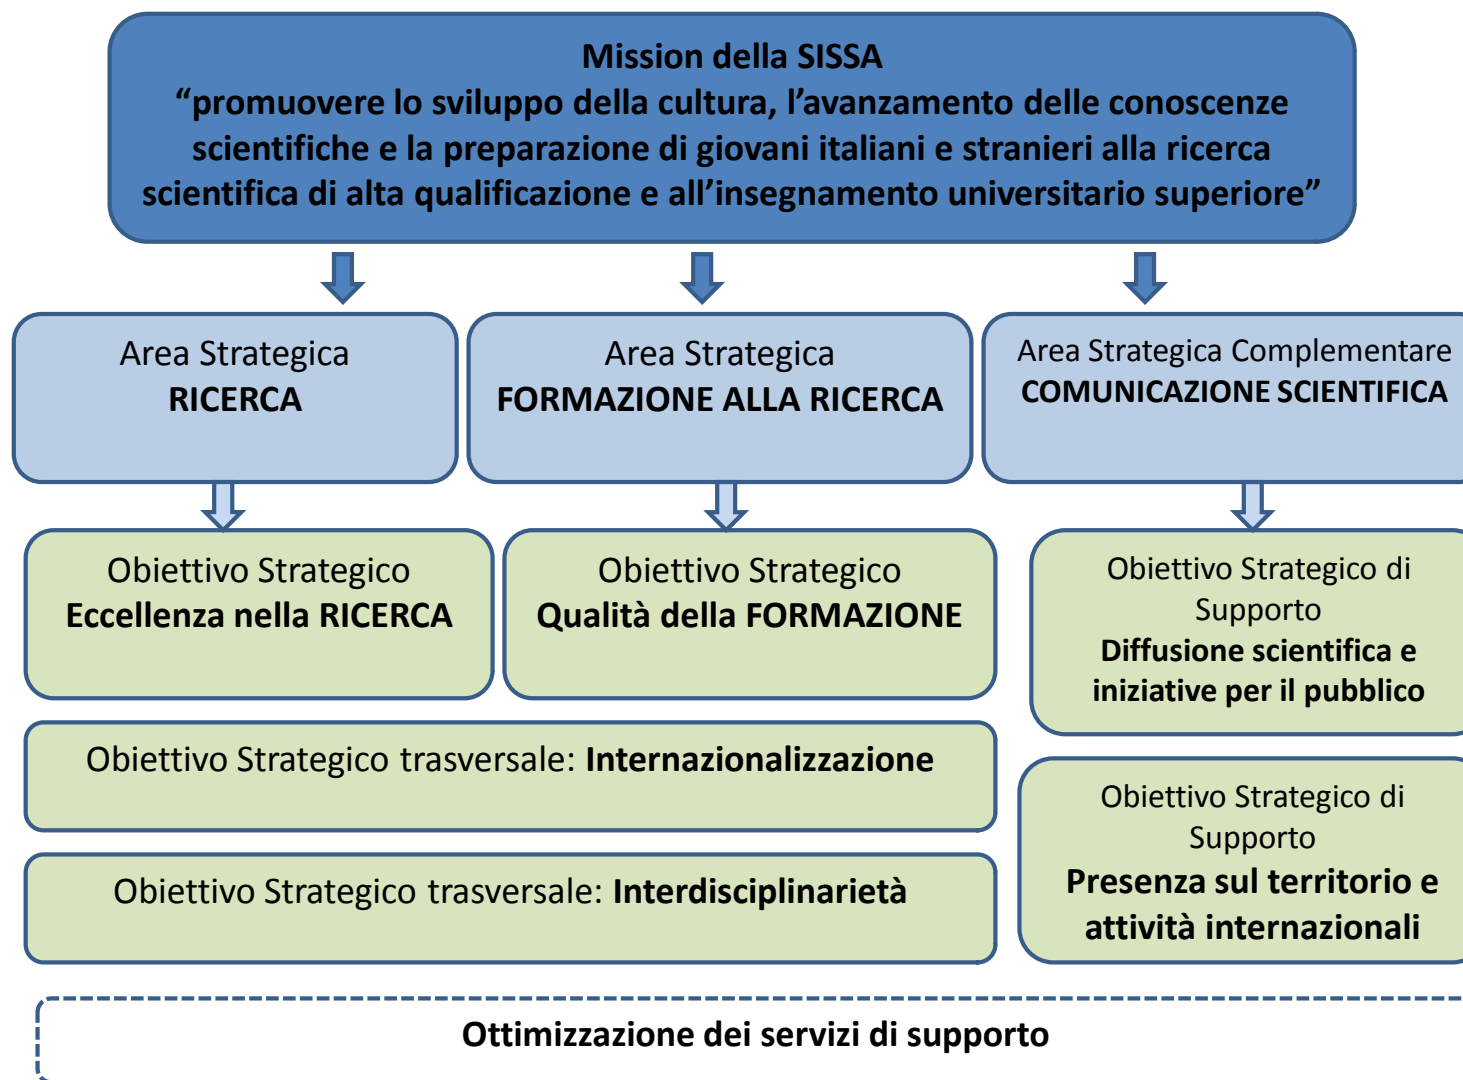 Mission della SISSA
“promuovere lo sviluppo della cultura, l’avanzamento delle conoscenze
scientifiche e la preparazione di giovani italiani e stranieri alla ricerca
scientifica di alta qualificazione e all’insegnamento universitario superiore”
Area Strategica
RICERCA
Area Strategica
FORMAZIONE ALLA RICERCA
Area Strategica Complementare
COMUNICAZIONE SCIENTIFICA
Obiettivo Strategico
Eccellenza nella RICERCA
Obiettivo Strategico
Qualità della FORMAZIONE
Obiettivo Strategico di
Supporto
Diffusione scientifica e
iniziative per il pubblico
Obiettivo Strategico trasversale: Internazionalizzazione
Obiettivo Strategico trasversale: Interdisciplinarietà
Obiettivo Strategico di
Supporto
Presenza sul territorio e
attività internazionali
Ottimizzazione dei servizi di supporto